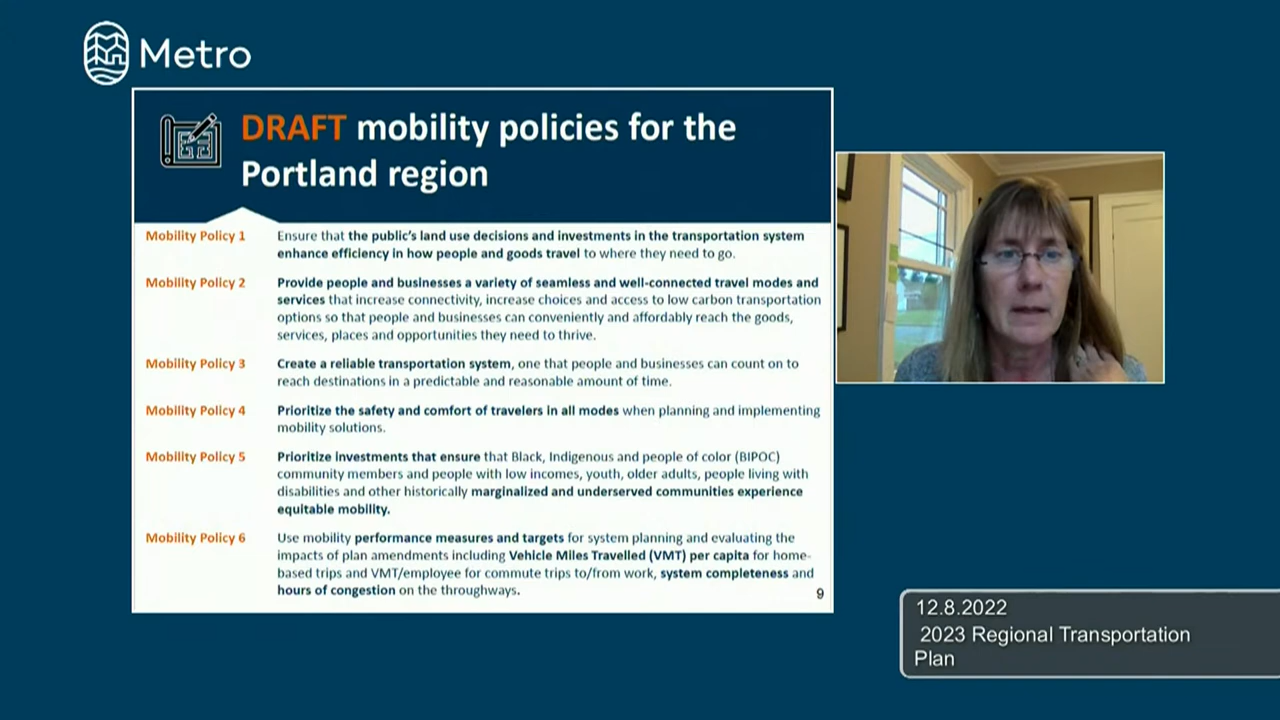 Metro
DRAFT mobility policies for the
Portland region
Mobility Policy 1
Ensure that the public's land use decisions and investments in the transportation system
enhance efficiency in how people and goods travel to where they need to go.
Mobility Policy 2
Provide people and businesses a variety of seamless and well-connected travel modes and
services that increase connectivity, increase choices and access to low carbon transportation
options so that people and businesses can conveniently and affordably reach the goods,
services, places and opportunities they need to thrive.
Mobility Policy 3
Create a reliable transportation system, one that people and businesses can count on to
reach destinations in a predictable and reasonable amount of time.
Mobility Policy 4
Prioritize the safety and comfort of travelers in all modes when planning and implementing
mobility solutions.
Mobility Policy 5
Prioritize investments that ensure that Black, Indigenous and people of color (BIPOC)
community members and people with low incomes, youth, older adults, people living with
disabilities and other historically marginalized and underserved communities experience
equitable mobility.
Mobility Policy 6
Use mobility performance measures and targets for system planning and evaluating the
impacts of plan amendments including Vehicle Miles Travelled (VMT) per capita for home-
based trips and VMT/employee for commute trips to/from work, system completeness and
hours of congestion on the throughways.
9
12.8.2022
2023 Regional Transportation
Plan